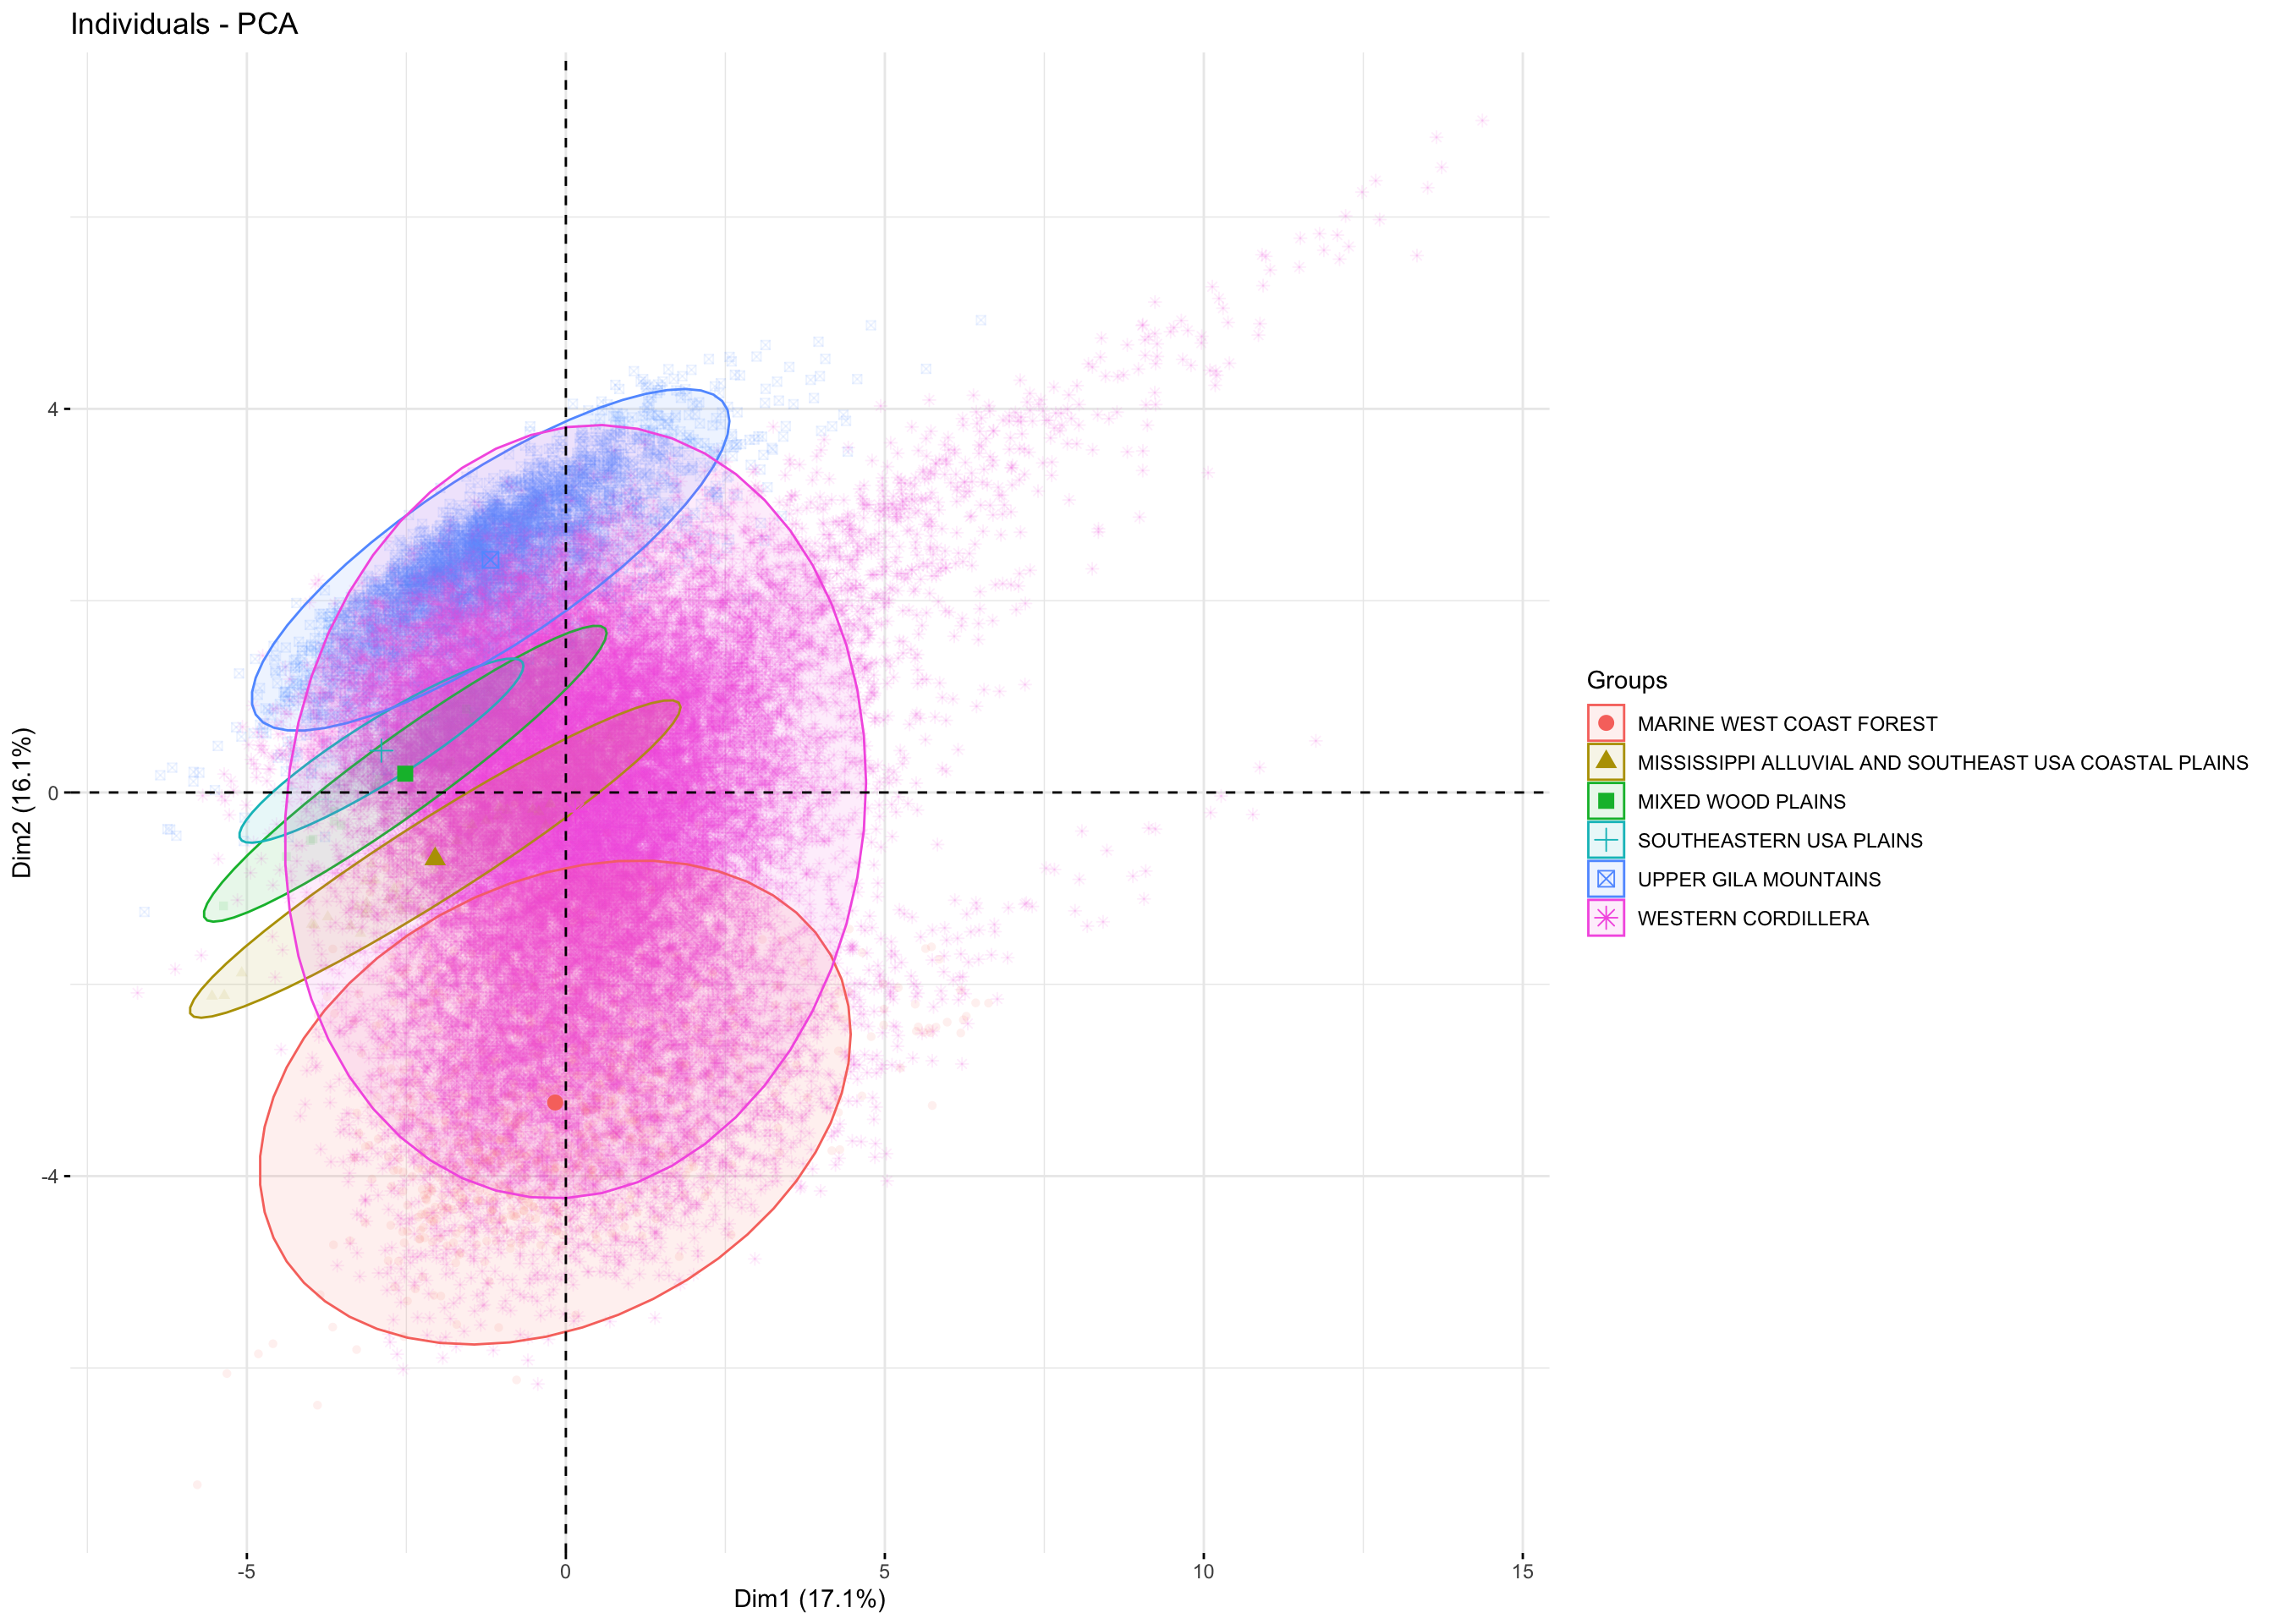 Individuals - PCA
4
0
-4
Dim2 (16.1%)
-5
0
5
10
15
Dim1 (17.1%)
Groups
MARINE WEST COAST FOREST
MISSISSIPPI ALLUVIAL AND SOUTHEAST USA COASTAL PLAINS
MIXED WOOD PLAINS
SOUTHEASTERN USA PLAINS
UPPER GILA MOUNTAINS
WESTERN CORDILLERA